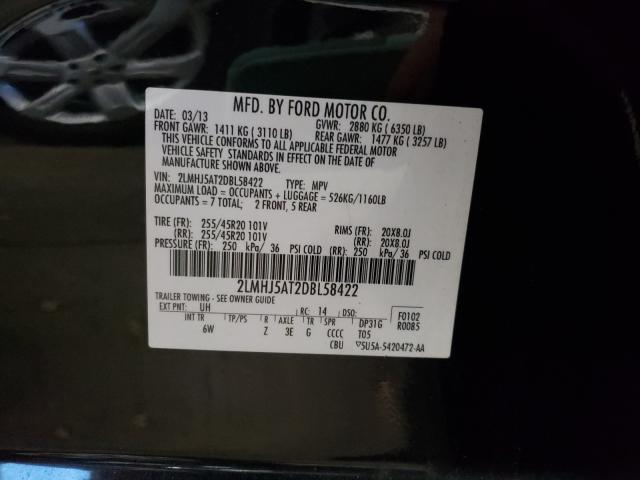 MFD. BY FORD MOTOR CO.
DATE: 03/13 GVWR: 2880 KG ( 6350 LB)
FRONT GAWR: 1411 KG ( 3110 LB) REAR GAWR: 1477 KG ( 3257 LB)
THIS VEHICLE CONFORMS TO ALL APPLICABLE FEDERAL MOTOR
VEHICLE SAFETY STANDARDS IN EFFECT ON THE DATE OF
MANUFACTURE SHOWN ABOVE.
VIN: 2LMHJ5AT2DBL58422 TYPE: MPV
MAXIMUM LOAD = OCCUPANTS + LUGGAGE = 526KG/1160LB
OCCUPANTS = 7 TOTAL; 2 FRONT, 5 REAR
TIRE (FR): 255/45R20 101V RIMS (FR): 20X8.0J
(RR): 255/45R20 101V (RR): 20X8.0J
PRESSURE (FR): 250 kPa/ 36 PSI COLD (RR): 250 kPa/ 36 PSI COLD
2LMHJ5AT2DBL58422
TRAILER TOWING - SEE OWNER GUIDE
EXT PNT: UH RC: 14 DSO: F0102
INT TR TP/PS R AXLE TR SPR DP31G R0085
6W Z 3E G CCCC T05
CBU 5U5A-5420472-AA